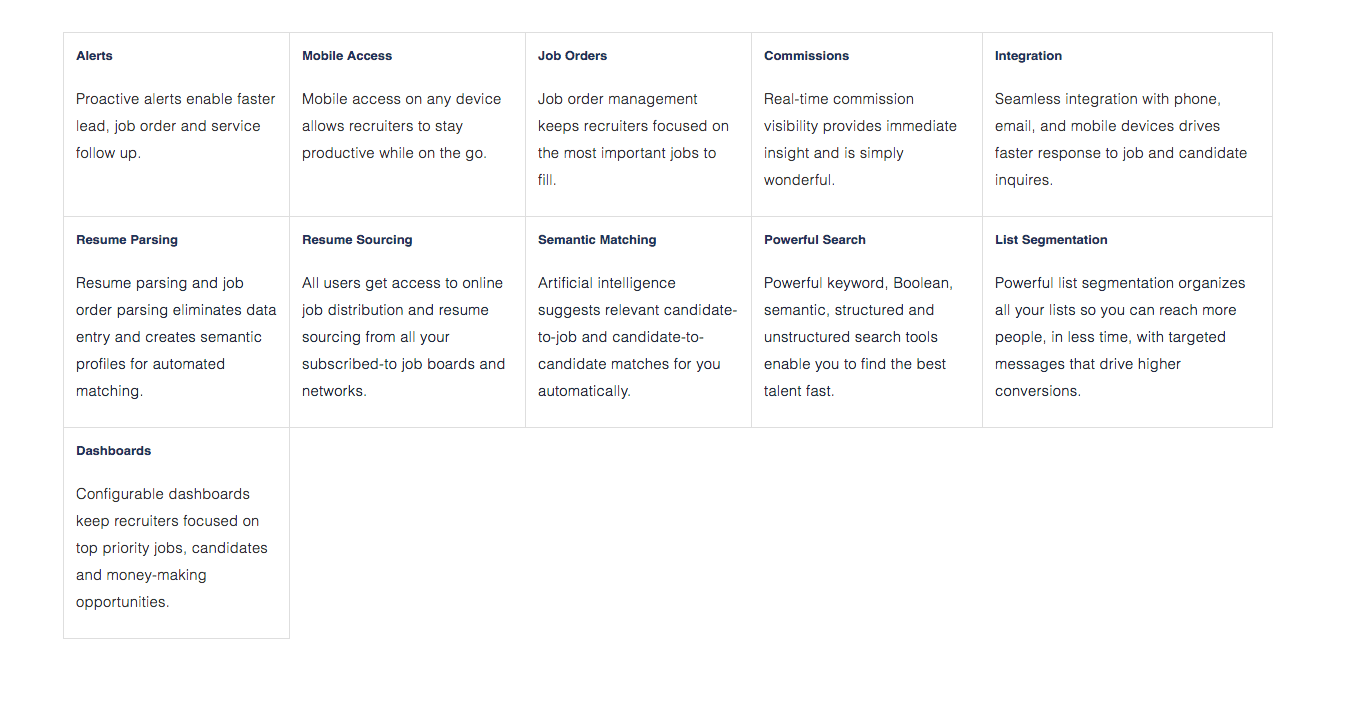 Alerts
Proactive alerts enable faster
lead, job order and service
follow up.
Mobile Access
Mobile access on any device
allows recruiters to stay
productive while on the go.
Job Orders
Job order management
keeps recruiters focused on
the most important jobs to
fill.
Commissions
Real-time commission
visibility provides immediate
insight and is simply
wonderful.
Integration
Seamless integration with phone,
email, and mobile devices drives
faster response to job and candidate
inquires.
Resume Parsing
Resume parsing and job
order parsing eliminates data
entry and creates semantic
profiles for automated
matching.
Resume Sourcing
All users get access to online
job distribution and resume
sourcing from all your
subscribed-to job boards and
networks.
Semantic Matching
Artificial intelligence
suggests relevant candidate-
to-job and candidate-to-
candidate matches for you
automatically.
Powerful Search
Powerful keyword, Boolean,
semantic, structured and
unstructured search tools
enable you to find the best
talent fast.
List Segmentation
Powerful list segmentation organizes
all your lists so you can reach more
people, in less time, with targeted
messages that drive higher
conversions.
Dashboards
Configurable dashboards
keep recruiters focused on
top priority jobs, candidates
and money-making
opportunities.